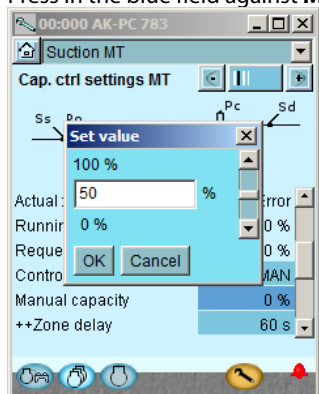 Press in the blue field against M
00:000 AK-PC 783
Suction MT
Cap. ctrl settings MT
Ss Po Pc Sd
Set value
100 %
50 %
0 %
OK Cancel
Actual Error
Runnin 0 %
Reque 0 %
Contro MAN
Manual capacity 0 %
++Zone delay 60 s